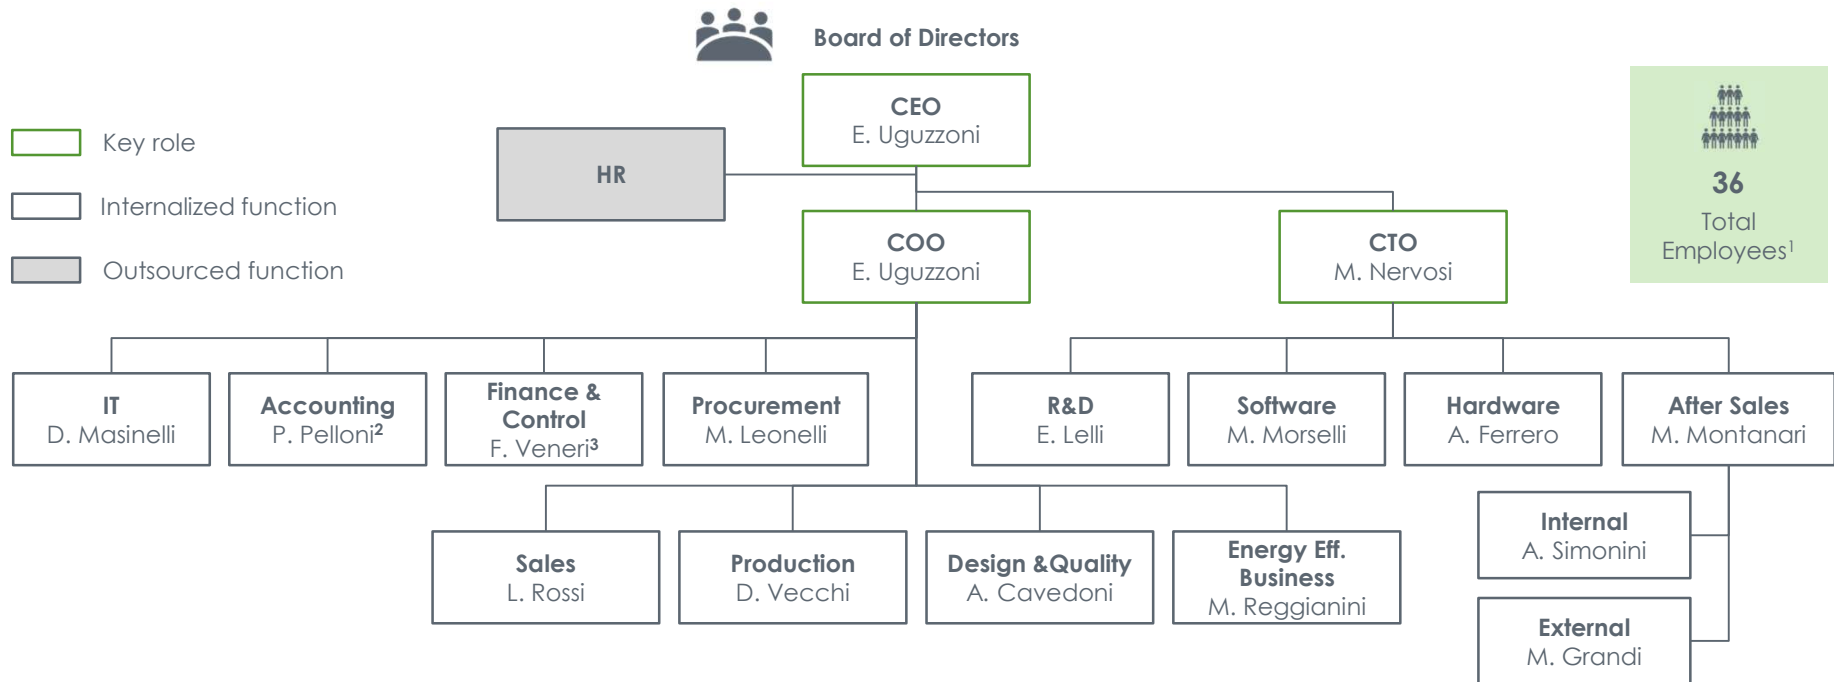 Board of Directors
CEO
E. Uguzzoni
Key role
Internalized function
Outsourced function
HR
36
Total
Employees¹
COO
E. Uguzzoni
CTO
M. Nervosi
IT
D. Masinelli
Accounting
P. Pelloni²
Finance &
Control
F. Veneri³
Procurement
M. Leonelli
R&D
E. Lelli
Software
M. Morselli
Hardware
A. Ferrero
After Sales
M. Montanari
Sales
L. Rossi
Production
D. Vecchi
Design &Quality
A. Cavedoni
Energy Eff.
Business
M. Reggianini
Internal
A. Simonini
External
M. Grandi